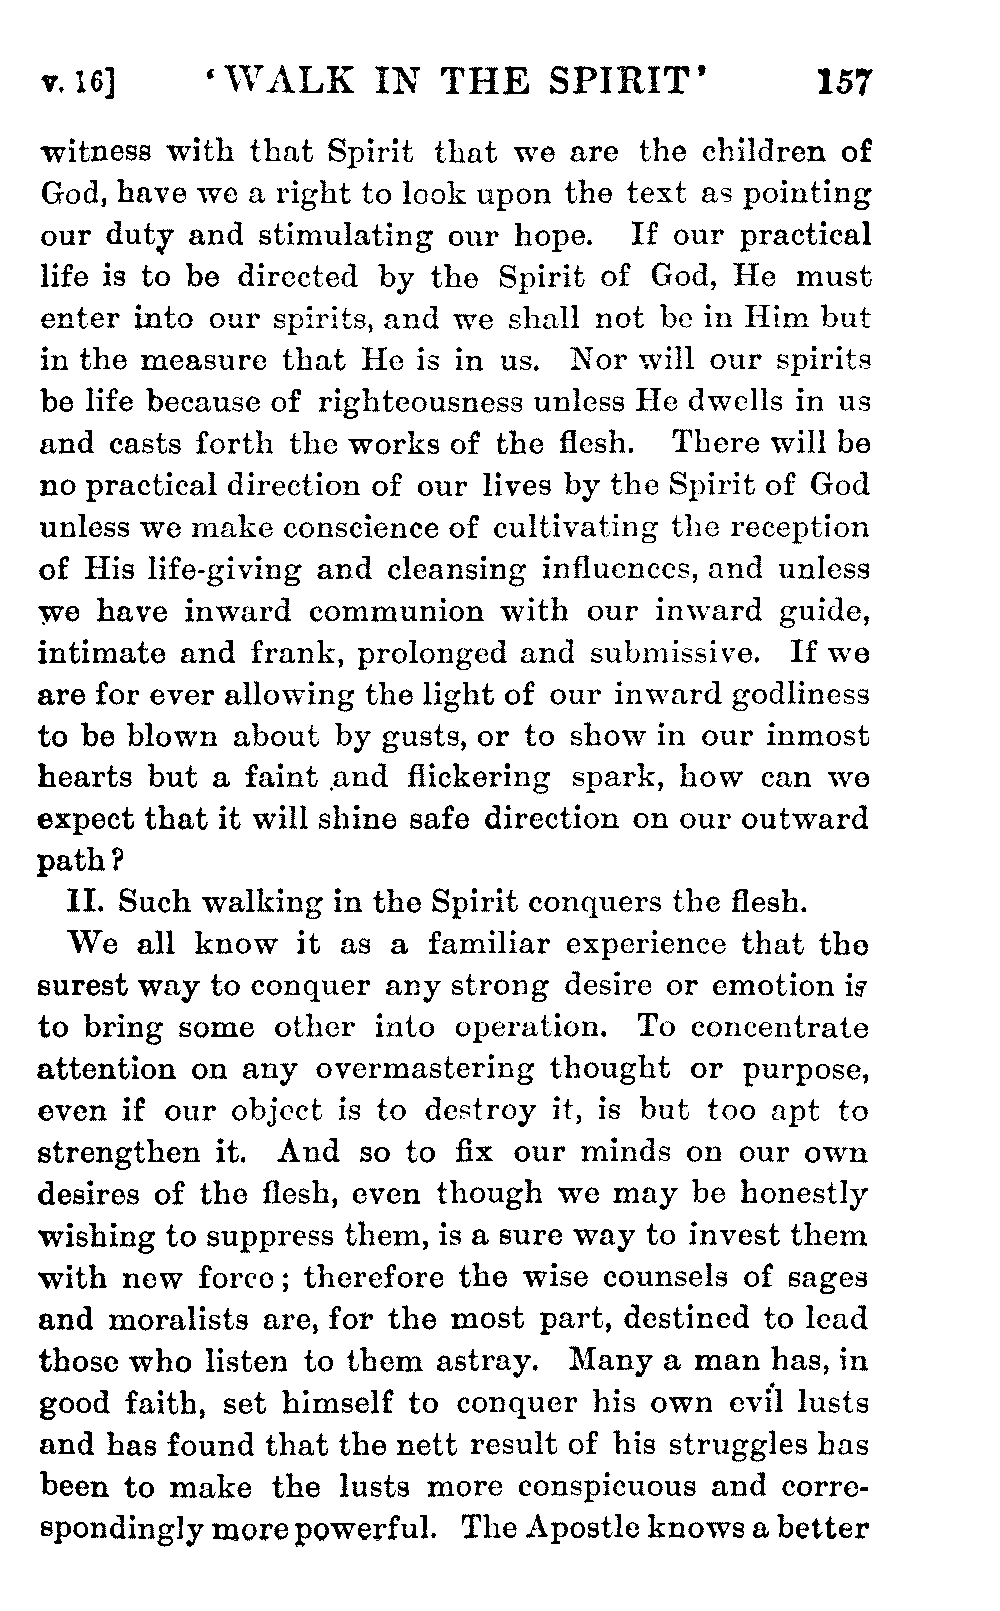 v. 16] 'WALK IN THE SPIRIT' 157
witness with that Spirit that we are the children of
God, have we a right to look upon the text as pointing
our duty and stimulating our hope. If our practical
life is to be directed by the Spirit of God, He must
enter into our spirits, and we shall not be in Him but
in the measure that He is in us. Nor will our spirits
be life because of righteousness unless He dwells in us
and casts forth the works of the flesh. There will be
no practical direction of our lives by the Spirit of God
unless we make conscience of cultivating the reception
of His life-giving and cleansing influences, and unless
we have inward communion with our inward guide,
intimate and frank, prolonged and submissive. If we
are for ever allowing the light of our inward godliness
to be blown about by gusts, or to show in our inmost
hearts but a faint and flickering spark, how can we
expect that it will shine safe direction on our outward
path?
II. Such walking in the Spirit conquers the flesh.
We all know it as a familiar experience that the
surest way to conquer any strong desire or emotion is
to bring some other into operation. To concentrate
attention on any overmastering thought or purpose,
even if our object is to destroy it, is but too apt to
strengthen it. And so to fix our minds on our own
desires of the flesh, even though we may be honestly
wishing to suppress them, is a sure way to invest them
with new force; therefore the wise counsels of sages
and moralists are, for the most part, destined to lead
those who listen to them astray. Many a man has, in
good faith, set himself to conquer his own evil lusts
and has found that the nett result of his struggles has
been to make the lusts more conspicuous and corre-
spondingly more powerful. The Apostle knows a better